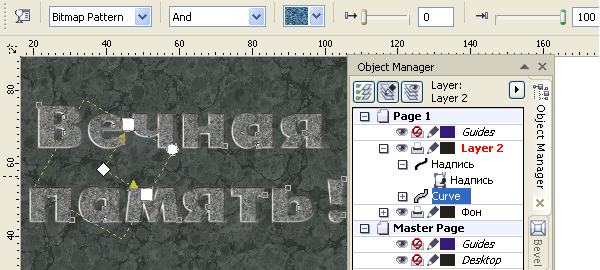 Bitmap Pattern And 0 100
20 40 60 80 100 120 140 160
Object Manager
Layer:
Layer 2
80
60
40
Вечная
память!
Page 1
Guides
Layer 2
Надпись
Надпись
Curve
Фон
Master Page
Guides
Desktop
Object Manager
Bevel